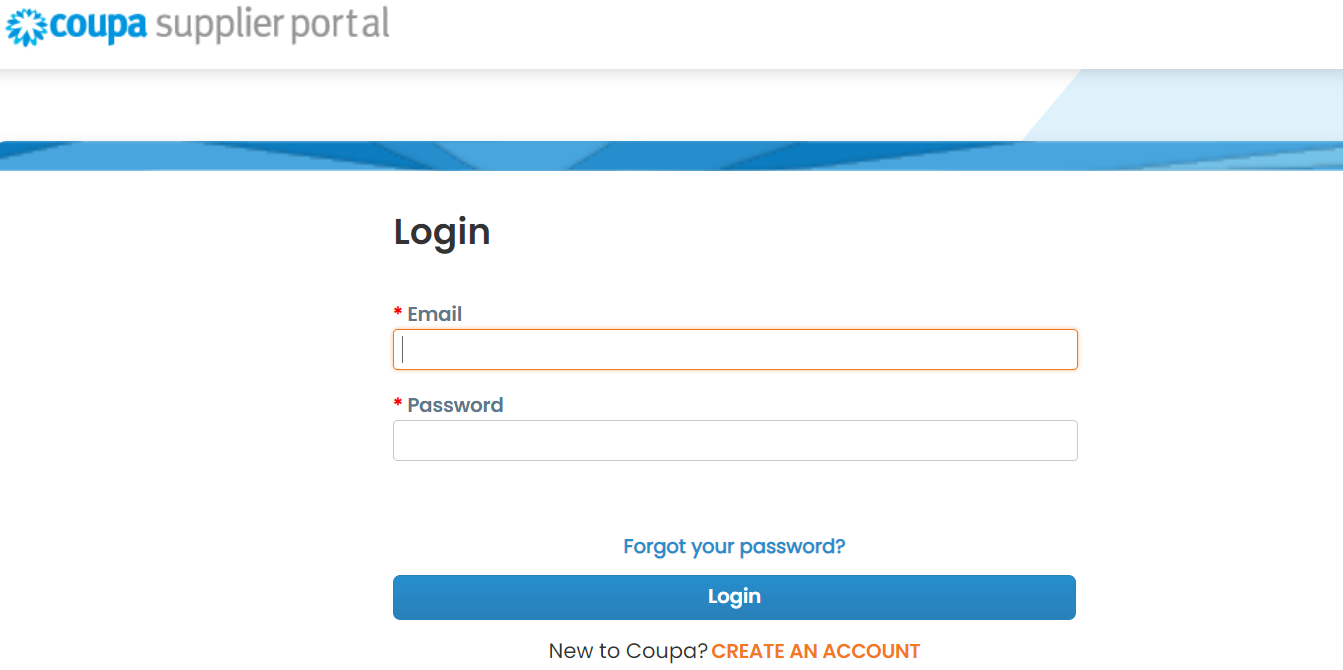 coupa supplier portal
Login
* Email
* Password
Forgot your password?
Login
New to Coupa? CREATE AN ACCOUNT